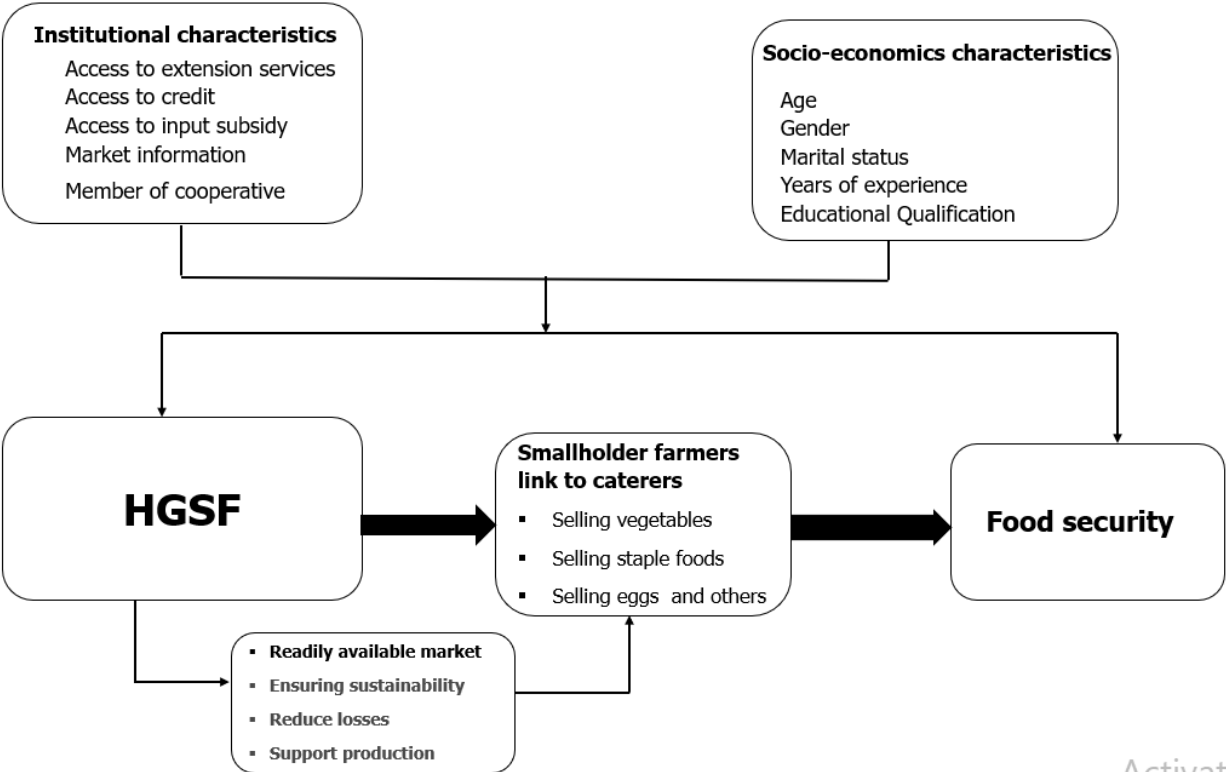 Institutional characteristics
Access to extension services
Access to credit
Access to input subsidy
Market information
Member of cooperative
Socio-economics characteristics
Age
Gender
Marital status
Years of experience
Educational Qualification
HGSF
Smallholder farmers
link to caterers
▪ Selling vegetables
▪ Selling staple foods
▪ Selling eggs and others
Food security
▪ Readily available market
▪ Ensuring sustainability
▪ Reduce losses
▪ Support production